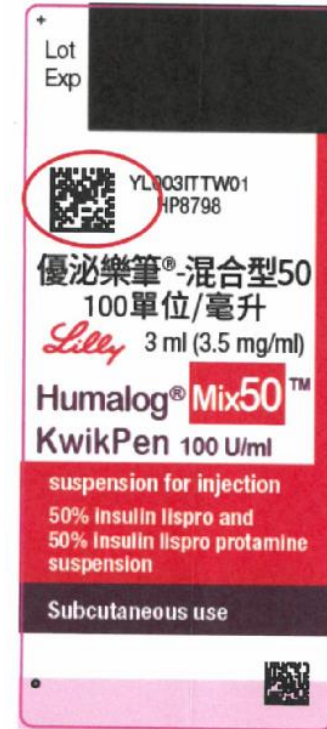 Lot
Exp
YL003ITTW01
HP8798
優泌樂筆®-混合型50
100單位/毫升
Lilly 3 ml (3.5 mg/ml)
Humalog® Mix50™
KwikPen 100 U/ml
suspension for injection
50% insulin lispro and
50% insulin lispro protamine
suspension
Subcutaneous use